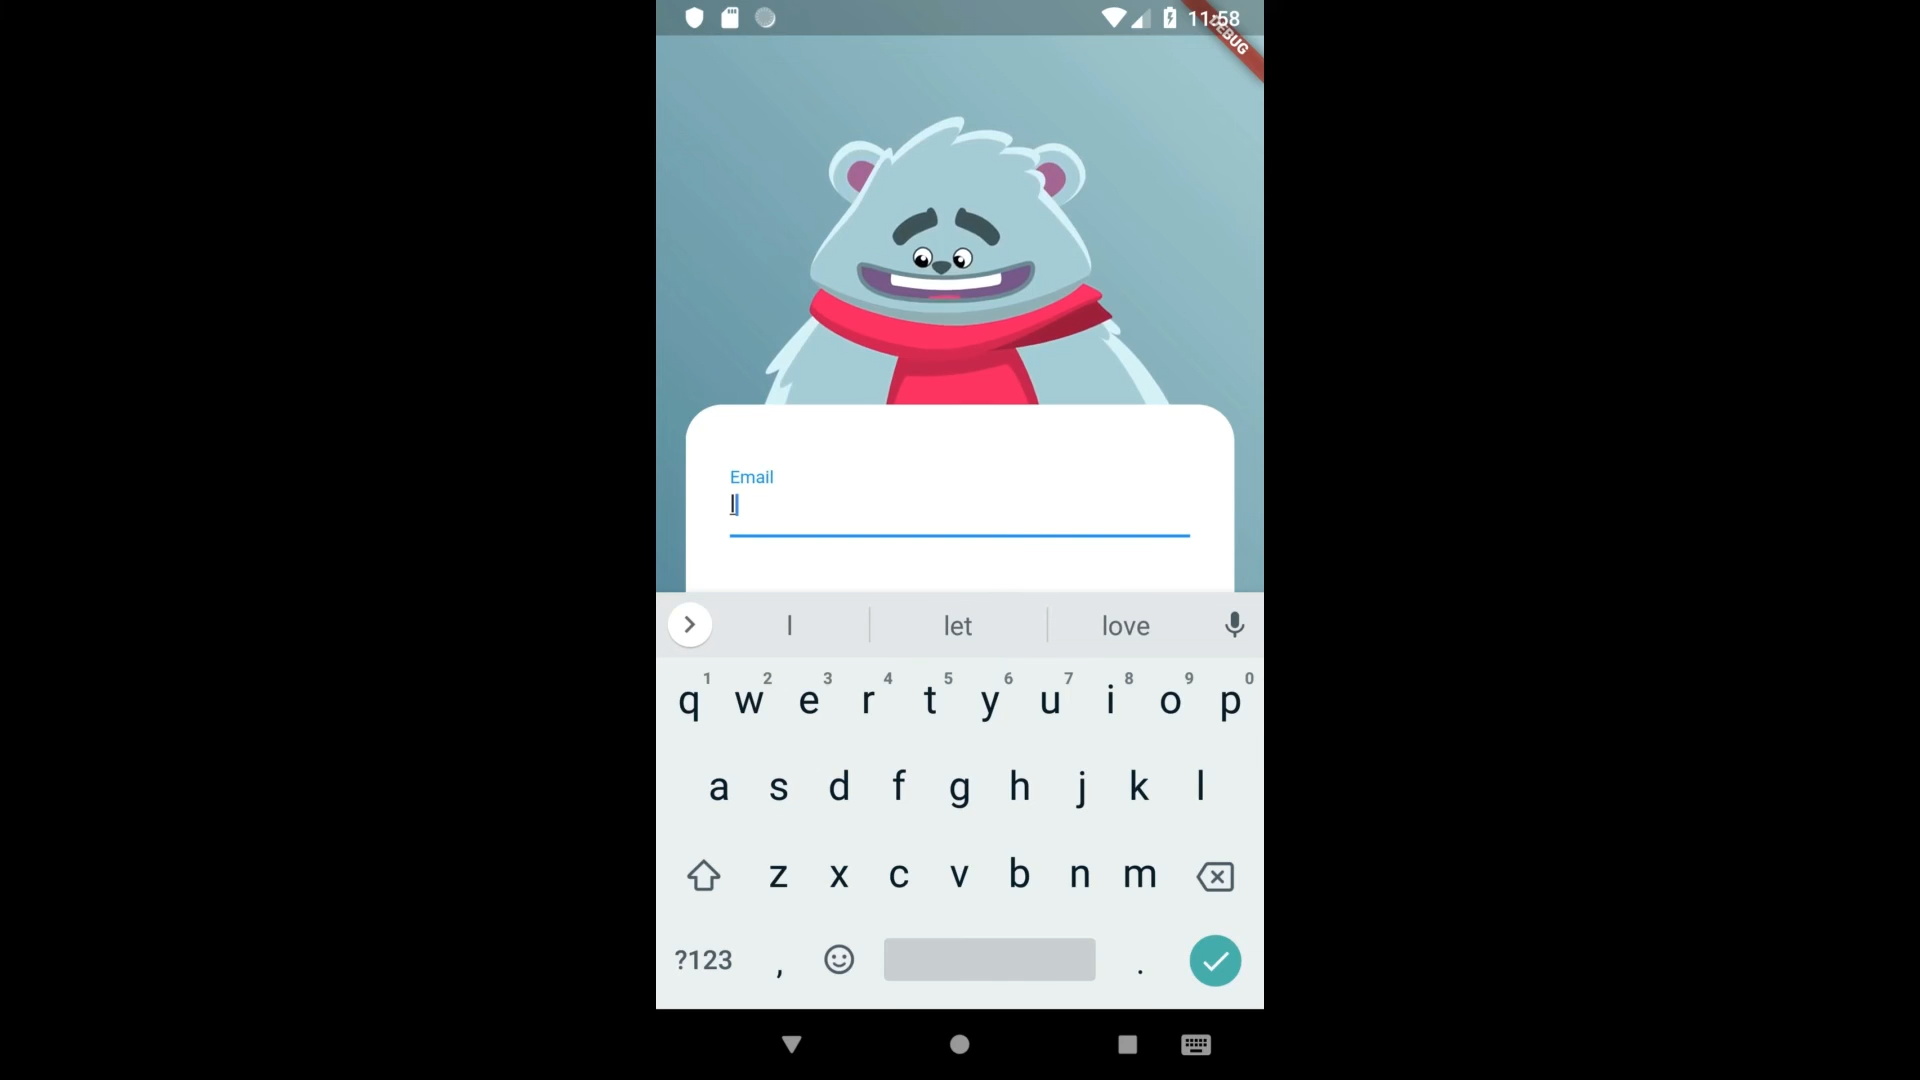 11:58
DEBUG
Email
l
l let love
1 2 3 4 5 6 7 8 9 0
q w e r t y u i o p
a s d f g h j k l
z x c v b n m
?123 , .